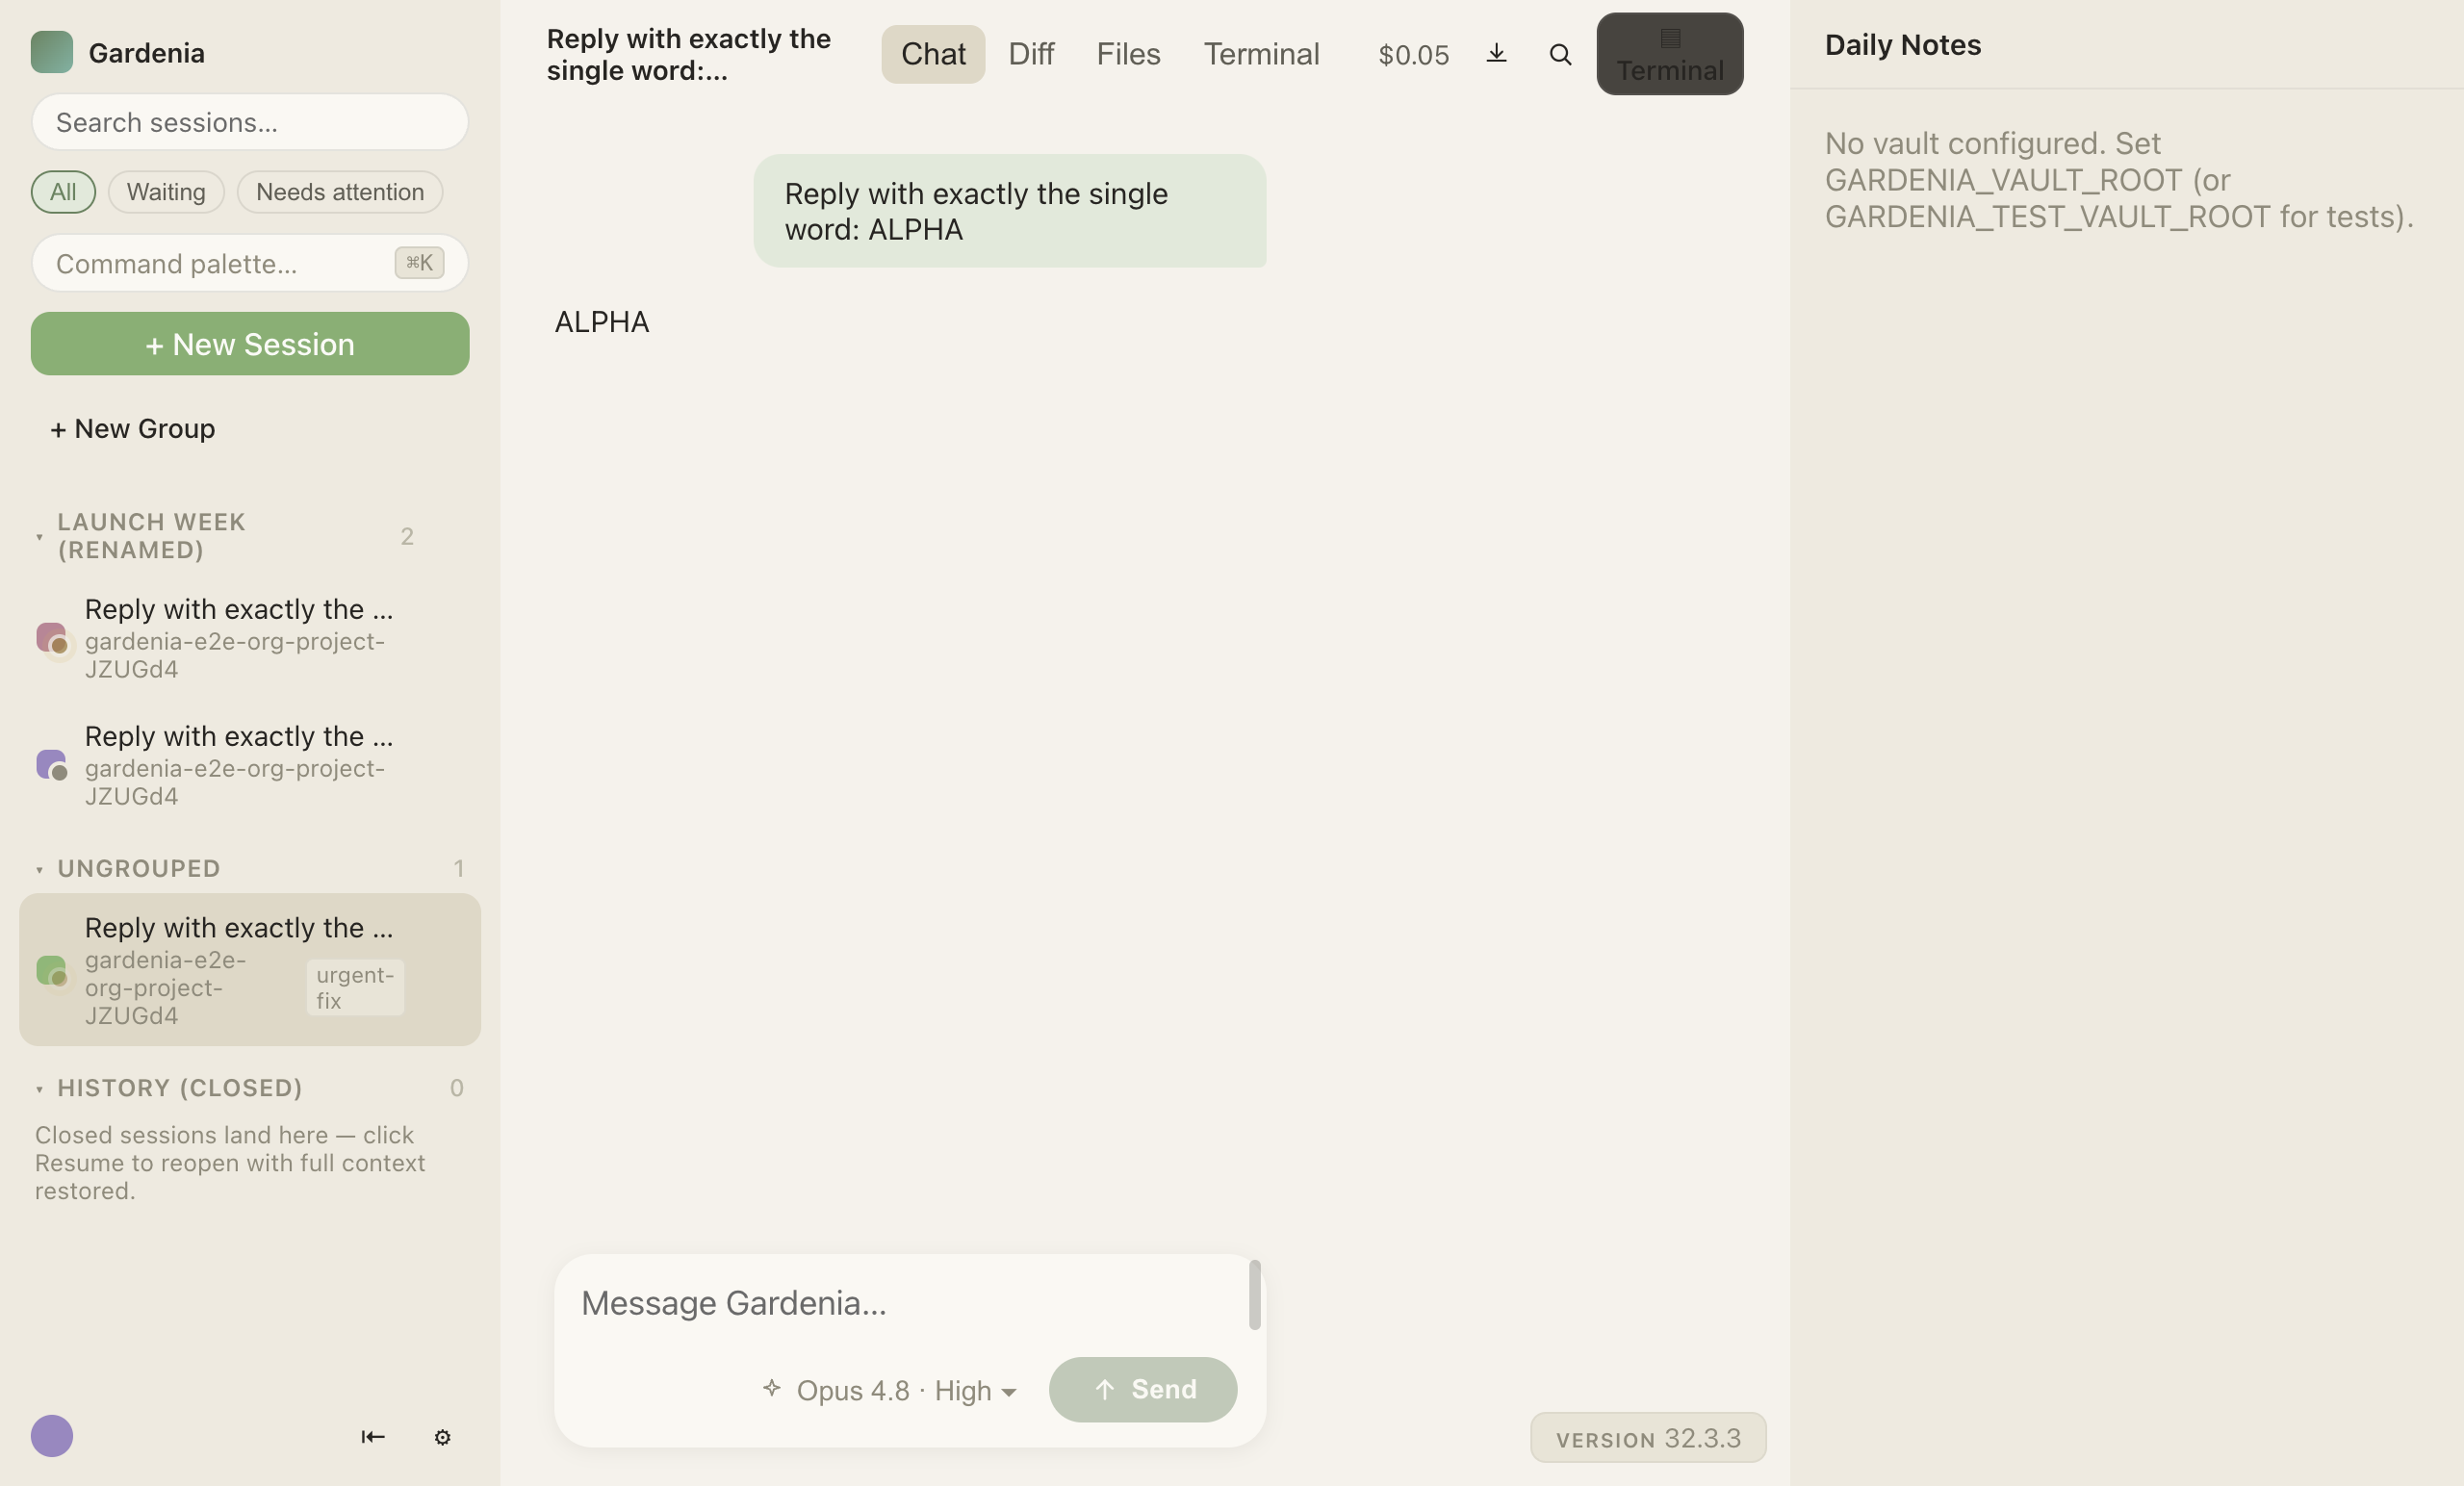 Gardenia
Search sessions...
All
Waiting
Needs attention
Command palette...
⌘K
+ New Session
+ New Group
LAUNCH WEEK
(RENAMED)
2
Reply with exactly the ...
gardenia-e2e-org-project-
JZUGd4
Reply with exactly the ...
gardenia-e2e-org-project-
JZUGd4
UNGROUPED
1
Reply with exactly the ...
gardenia-e2e-
org-project-
JZUGd4
urgent-
fix
HISTORY (CLOSED)
0
Closed sessions land here — click
Resume to reopen with full context
restored.
Reply with exactly the
single word:...
Chat
Diff
Files
Terminal
$0.05
Terminal
Reply with exactly the single
word: ALPHA
ALPHA
Message Gardenia...
Opus 4.8 · High
Send
VERSION 32.3.3
Daily Notes
No vault configured. Set
GARDENIA_VAULT_ROOT (or
GARDENIA_TEST_VAULT_ROOT for tests).